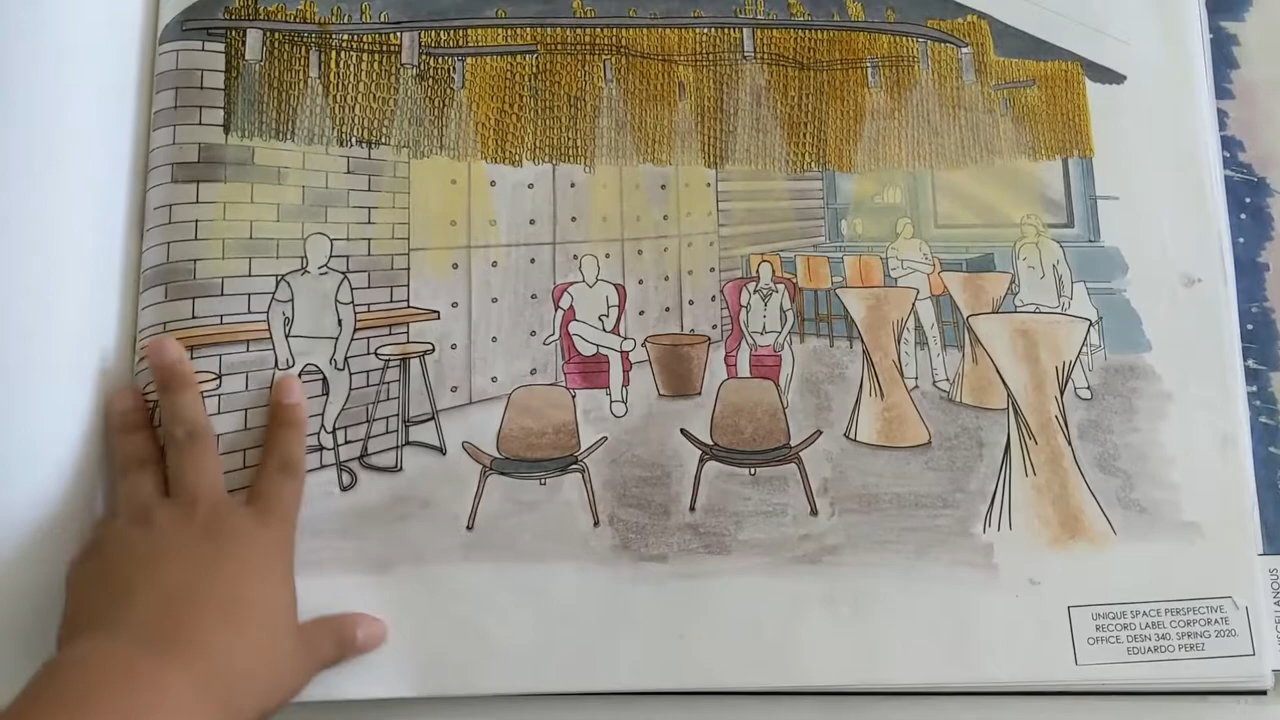 UNIQUE SPACE PERSPECTIVE,
RECORD LABEL CORPORATE
OFFICE, DESN 340, SPRING 2020,
EDUARDO PEREZ